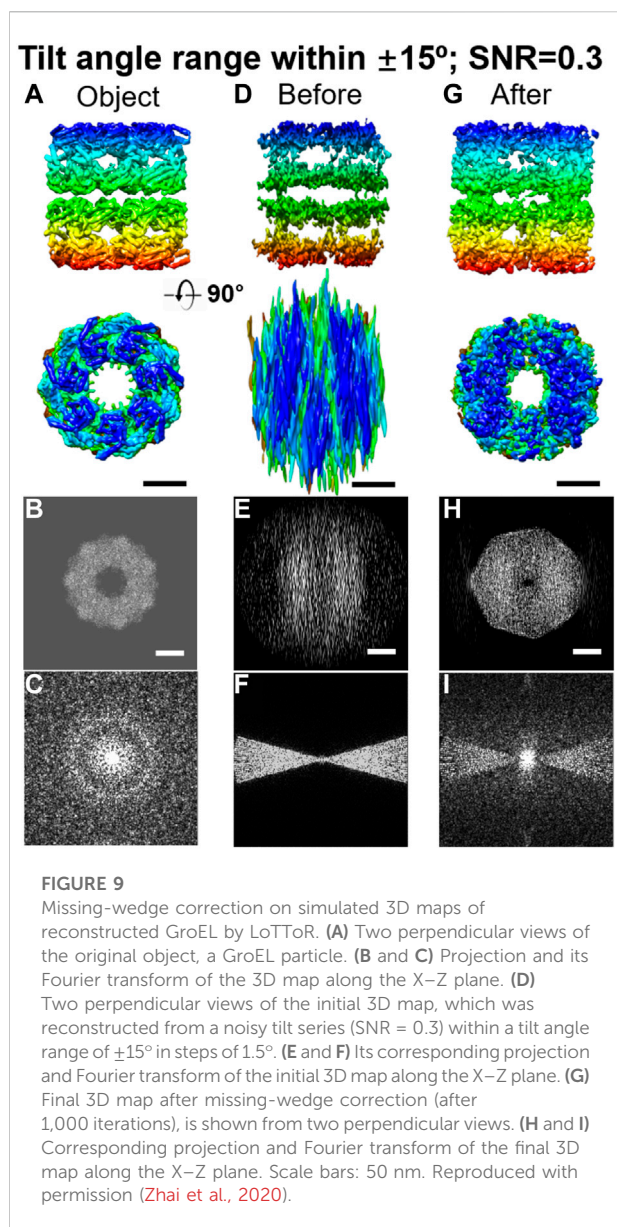 Tilt angle range within ±15º; SNR=0.3
A Object D Before G After
90°
B E H
C F I
FIGURE 9
Missing-wedge correction on simulated 3D maps of
reconstructed GroEL by LoTToR. (A) Two perpendicular views of
the original object, a GroEL particle. (B and C) Projection and its
Fourier transform of the 3D map along the X–Z plane. (D)
Two perpendicular views of the initial 3D map, which was
reconstructed from a noisy tilt series (SNR = 0.3) within a tilt angle
range of ±15° in steps of 1.5°. (E and F) Its corresponding projection
and Fourier transform of the initial 3D map along the X–Z plane. (G)
Final 3D map after missing-wedge correction (after
1,000 iterations), is shown from two perpendicular views. (H and I)
Corresponding projection and Fourier transform of the final 3D
map along the X–Z plane. Scale bars: 50 nm. Reproduced with
permission (Zhai et al., 2020).